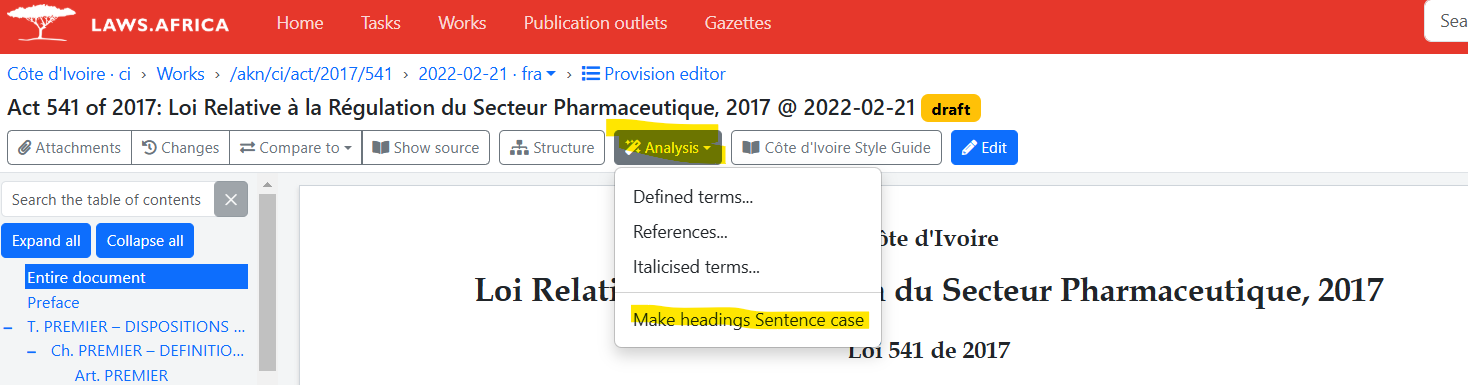 LAWS.AFRICA Home Tasks Works Publication outlets Gazettes Sea
Côte d'Ivoire · ci › Works › /akn/ci/act/2017/541 › 2022-02-21 · fra › Provision editor
Act 541 of 2017: Loi Relative à la Régulation du Secteur Pharmaceutique, 2017 @ 2022-02-21 draft
Attachments Changes Compare to Show source Structure Analysis Côte d'Ivoire Style Guide Edit
Search the table of contents
Expand all Collapse all
Entire document
Preface
T. PREMIER – DISPOSITIONS ...
Ch. PREMIER – DEFINITIO...
Art. PREMIER
Defined terms...
References...
Italicised terms...
Make headings Sentence case
ôte d'Ivoire
Loi Relati n du Secteur Pharmaceutique, 2017
Loi 541 de 2017